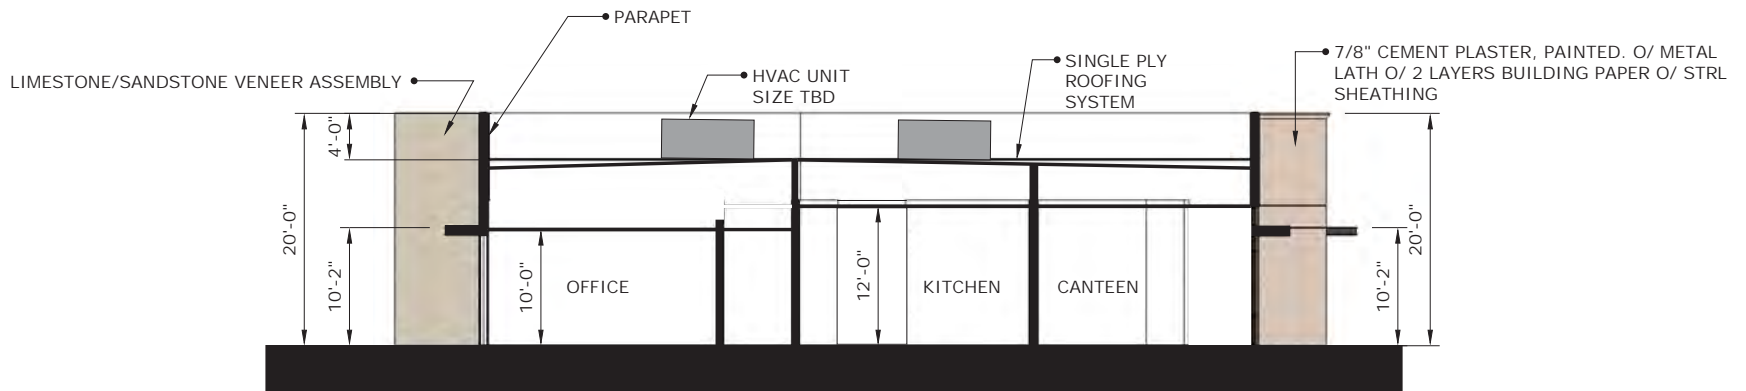 PARAPET
LIMESTONE/SANDSTONE VENEER ASSEMBLY
HVAC UNIT
SIZE TBD
SINGLE PLY
ROOFING
SYSTEM
7/8" CEMENT PLASTER, PAINTED. O/ METAL
LATH O/ 2 LAYERS BUILDING PAPER O/ STRL
SHEATHING
4'-0"
20'-0"
10'-2"
10'-0"
OFFICE
12'-0"
KITCHEN
CANTEEN
10'-2"
20'-0"